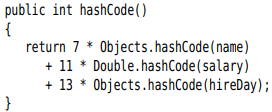 public int hashCode()
{
return 7 * Objects.hashCode(name)
+ 11 * Double.hashCode(salary)
+ 13 * Objects.hashCode(hireDay);
}